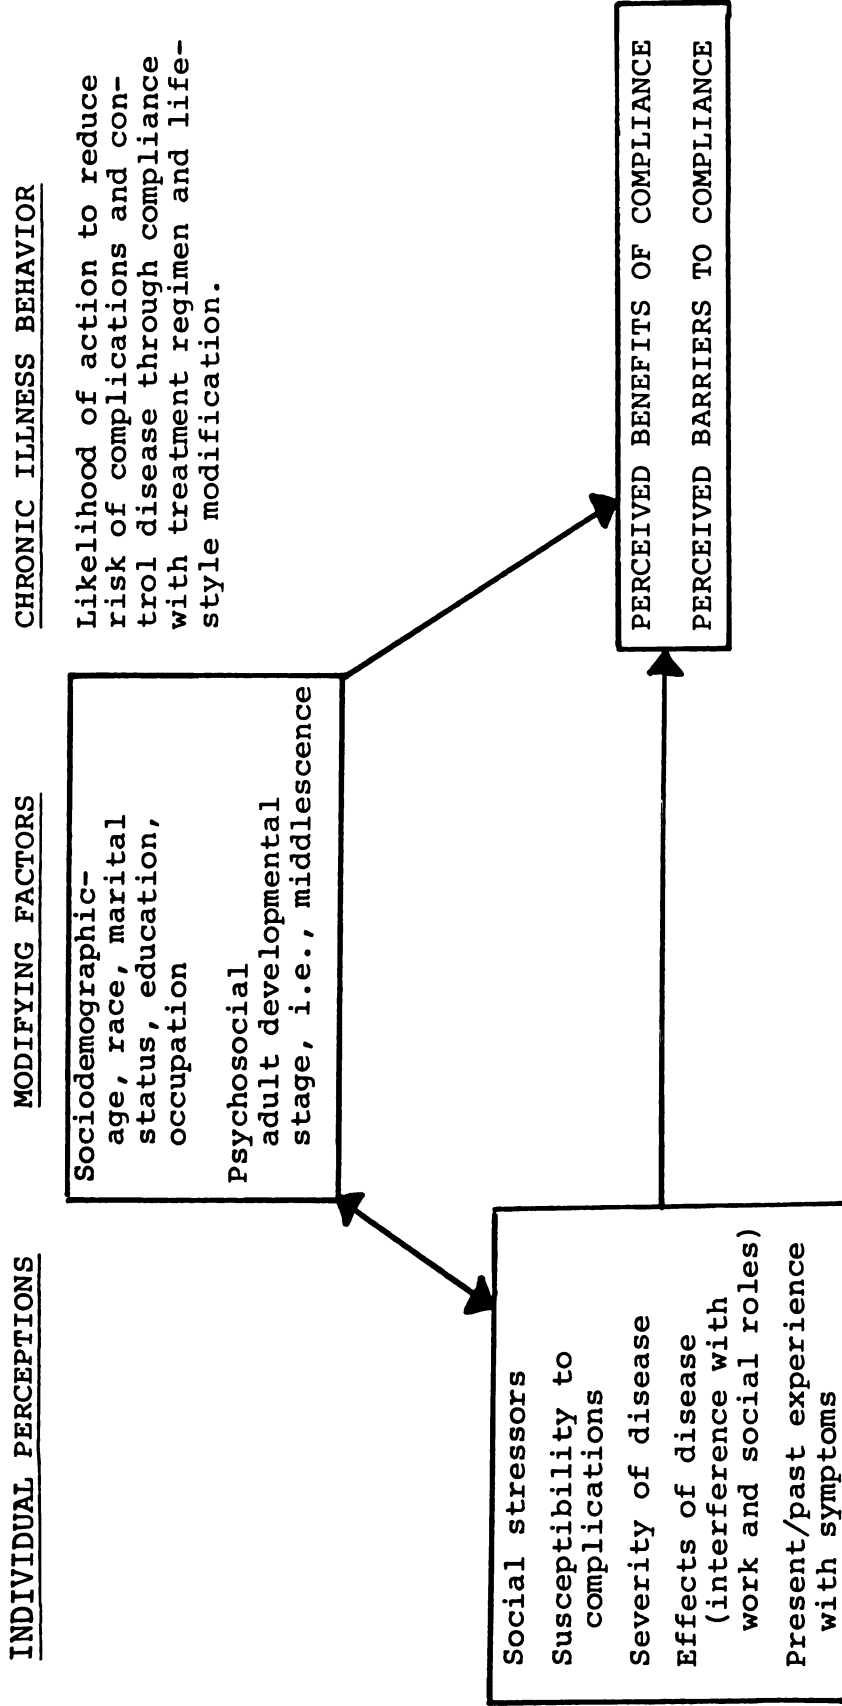 INDIVIDUAL PERCEPTIONS
Social stressors
Susceptibility to
complications
Severity of disease
Effects of disease
(interference with
work and social roles)
Present/past experience
with symptoms
MODIFYING FACTORS
Sociodemographic-
age, race, marital
status, education,
occupation
Psychosocial
adult developmental
stage, i.e., middlescence
CHRONIC ILLNESS BEHAVIOR
Likelihood of action to reduce
risk of complications and con-
trol disease through compliance
with treatment regimen and life-
style modification.
PERCEIVED BENEFITS OF COMPLIANCE
PERCEIVED BARRIERS TO COMPLIANCE